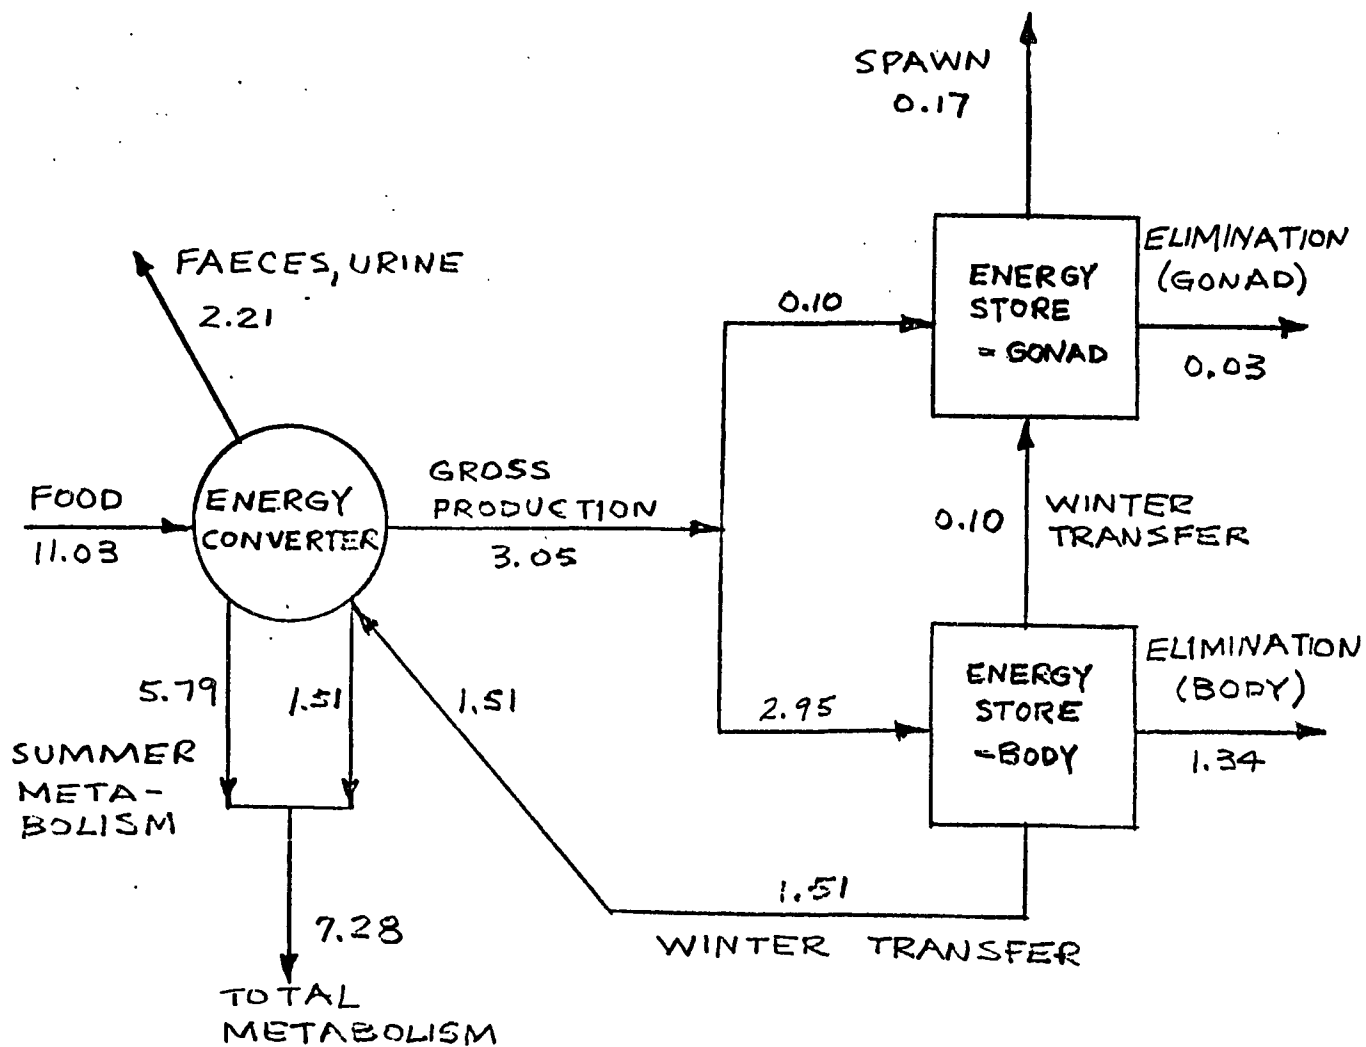 SPAWN
0.17
ELIMINATION
(GONAD)
0.03
FAECES, URINE
2.21
0.10
ENERGY
STORE
= GONAD
FOOD
11.03
ENERGY
CONVERTER
GROSS
PRODUCTION
3.05
0.10
WINTER
TRANSFER
5.79
1.51
1.51
2.95
ENERGY
STORE
=BODY
ELIMINATION
(BODY)
1.34
SUMMER
META-
BOLISM
1.51
WINTER TRANSFER
7.28
TOTAL
METABOLISM